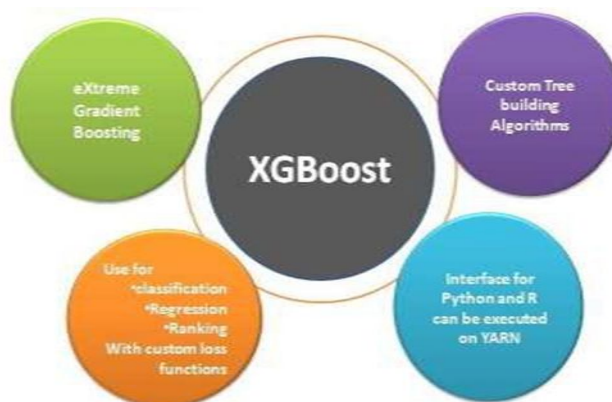 eXtreme
Gradient
Boosting
Custom Tree
building
Algorithms
XGBoost
Use for
•classification
•Regression
•Ranking
With custom loss
functions
Interface for
Python and R
can be executed
on YARN